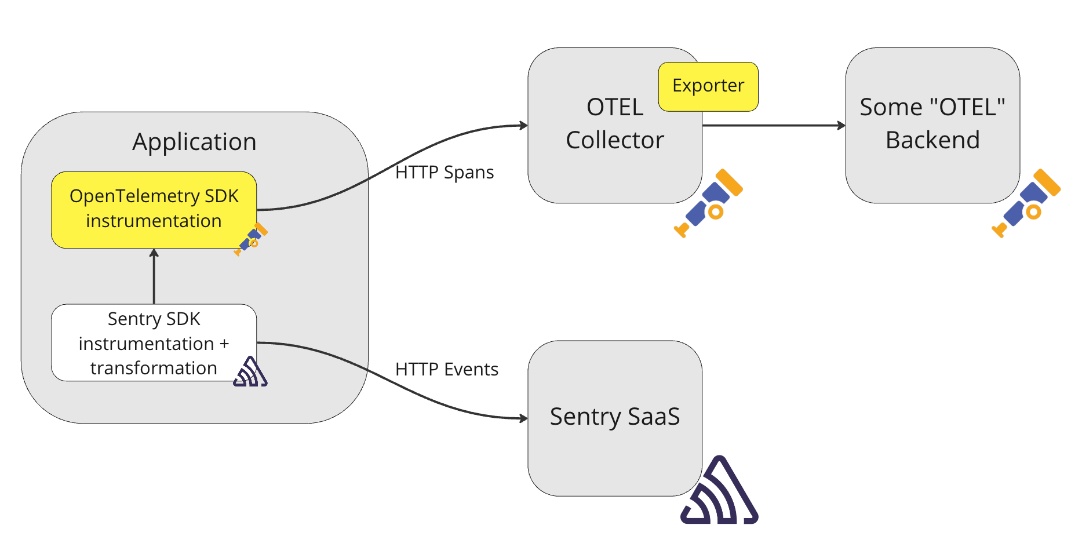 Application
OpenTelemetry SDK
instrumentation
Sentry SDK
instrumentation +
transformation
HTTP Spans
HTTP Events
OTEL
Collector
Exporter
Some "OTEL"
Backend
Sentry SaaS